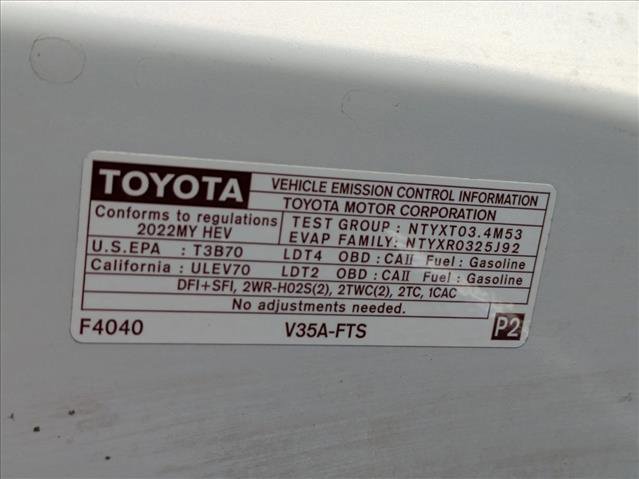 TOYOTA
VEHICLE EMISSION CONTROL INFORMATION
TOYOTA MOTOR CORPORATION
Conforms to regulations
2022MY HEV
TEST GROUP : NTYXT03.4M53
EVAP FAMILY: NTYXR0325J92
U.S.EPA : T3B70 LDT4 OBD : CAII Fuel : Gasoline
California : ULEV70 LDT2 OBD : CAII Fuel : Gasoline
DFI+SFI, 2WR-HO2S(2), 2TWC(2), 2TC, 1CAC
No adjustments needed.
F4040 V35A-FTS P2